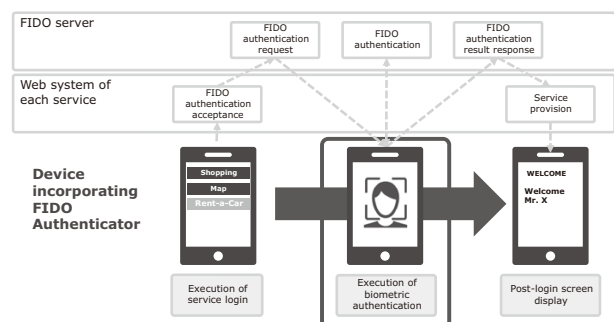 FIDO server
FIDO
authentication
request
FIDO
authentication
FIDO
authentication
result response
Web system of
each service
FIDO
authentication
acceptance
Service
provision
Device
incorporating
FIDO
Authenticator
Shopping
Map
Rent-a-Car
WELCOME
Welcome
Mr. X
Execution of
service login
Execution of
biometric
authentication
Post-login screen
display